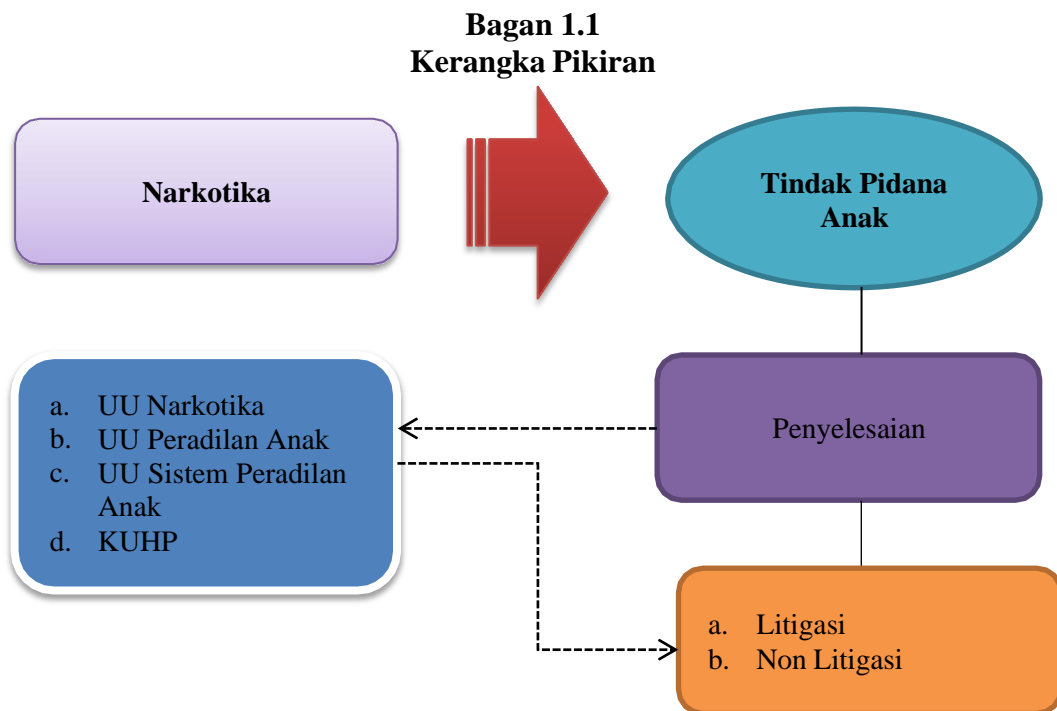 Bagan 1.1
Kerangka Pikiran
Narkotika
Tindak Pidana
Anak
a. UU Narkotika
b. UU Peradilan Anak
c. UU Sistem Peradilan
Anak
d. KUHP
Penyelesaian
a. Litigasi
b. Non Litigasi